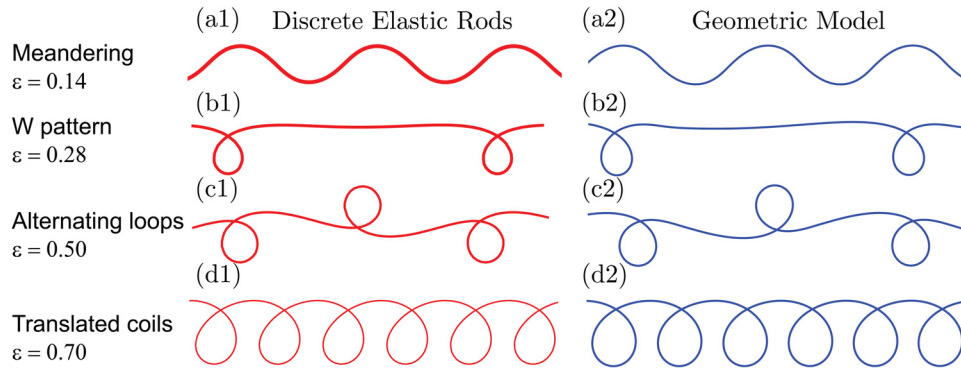 (a1) Discrete Elastic Rods (a2) Geometric Model
Meandering
ε = 0.14
(b1) (b2)
W pattern
ε = 0.28
(c1) (c2)
Alternating loops
ε = 0.50
(d1) (d2)
Translated coils
ε = 0.70